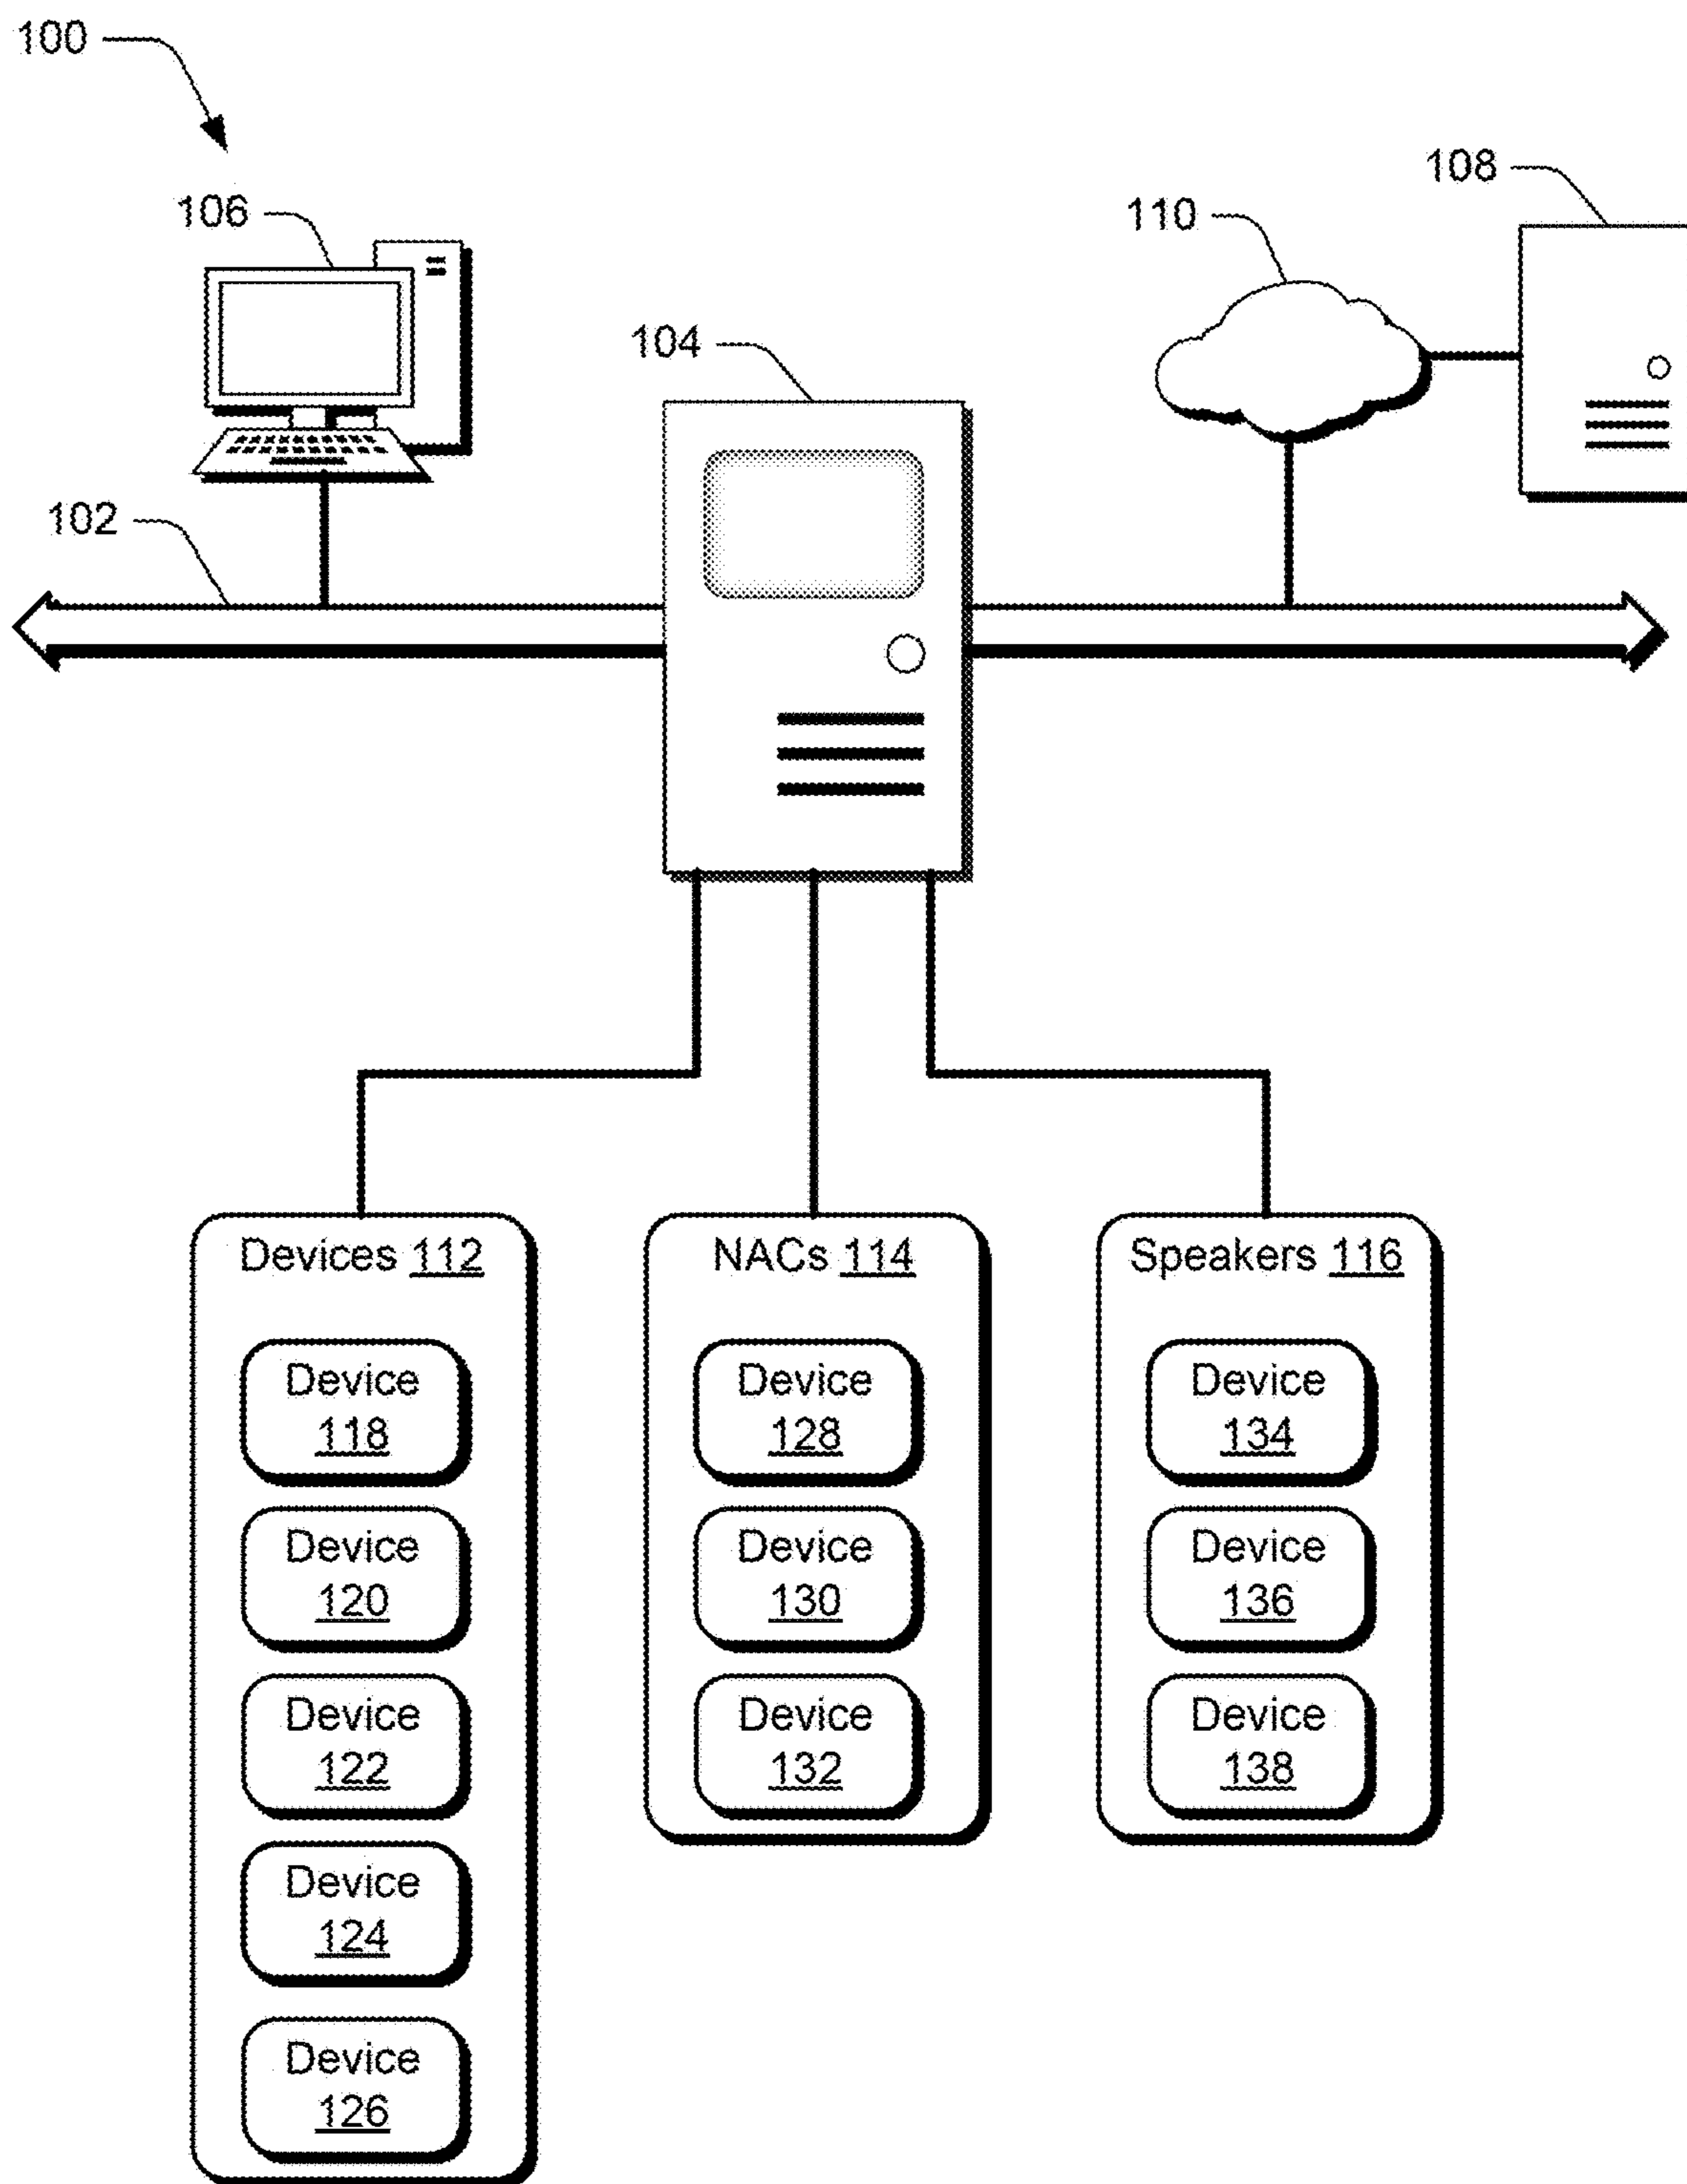 100
108
106
110
104
102
Devices 112
NACs 114
Speakers 116
Device
118
Device
120
Device
122
Device
124
Device
126
Device
128
Device
130
Device
132
Device
134
Device
136
Device
138